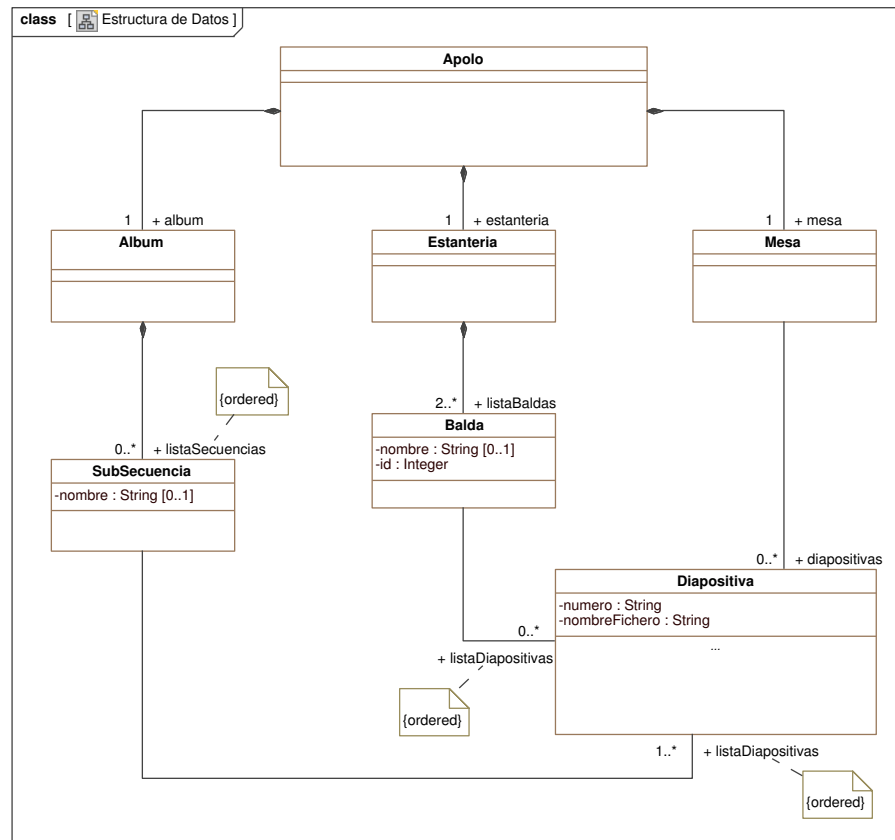 class [ Estructura de Datos ]
Apolo
1 + album
1 + estanteria
1 + mesa
Album
Estanteria
Mesa
{ordered}
0..* + listaSecuencias
2..* + listaBaldas
SubSecuencia
-nombre : String [0..1]
Balda
-nombre : String [0..1]
-id : Integer
0..* + diapositivas
Diapositiva
-numero : String
-nombreFichero : String
...
0..*
+ listaDiapositivas
{ordered}
1..* + listaDiapositivas
{ordered}